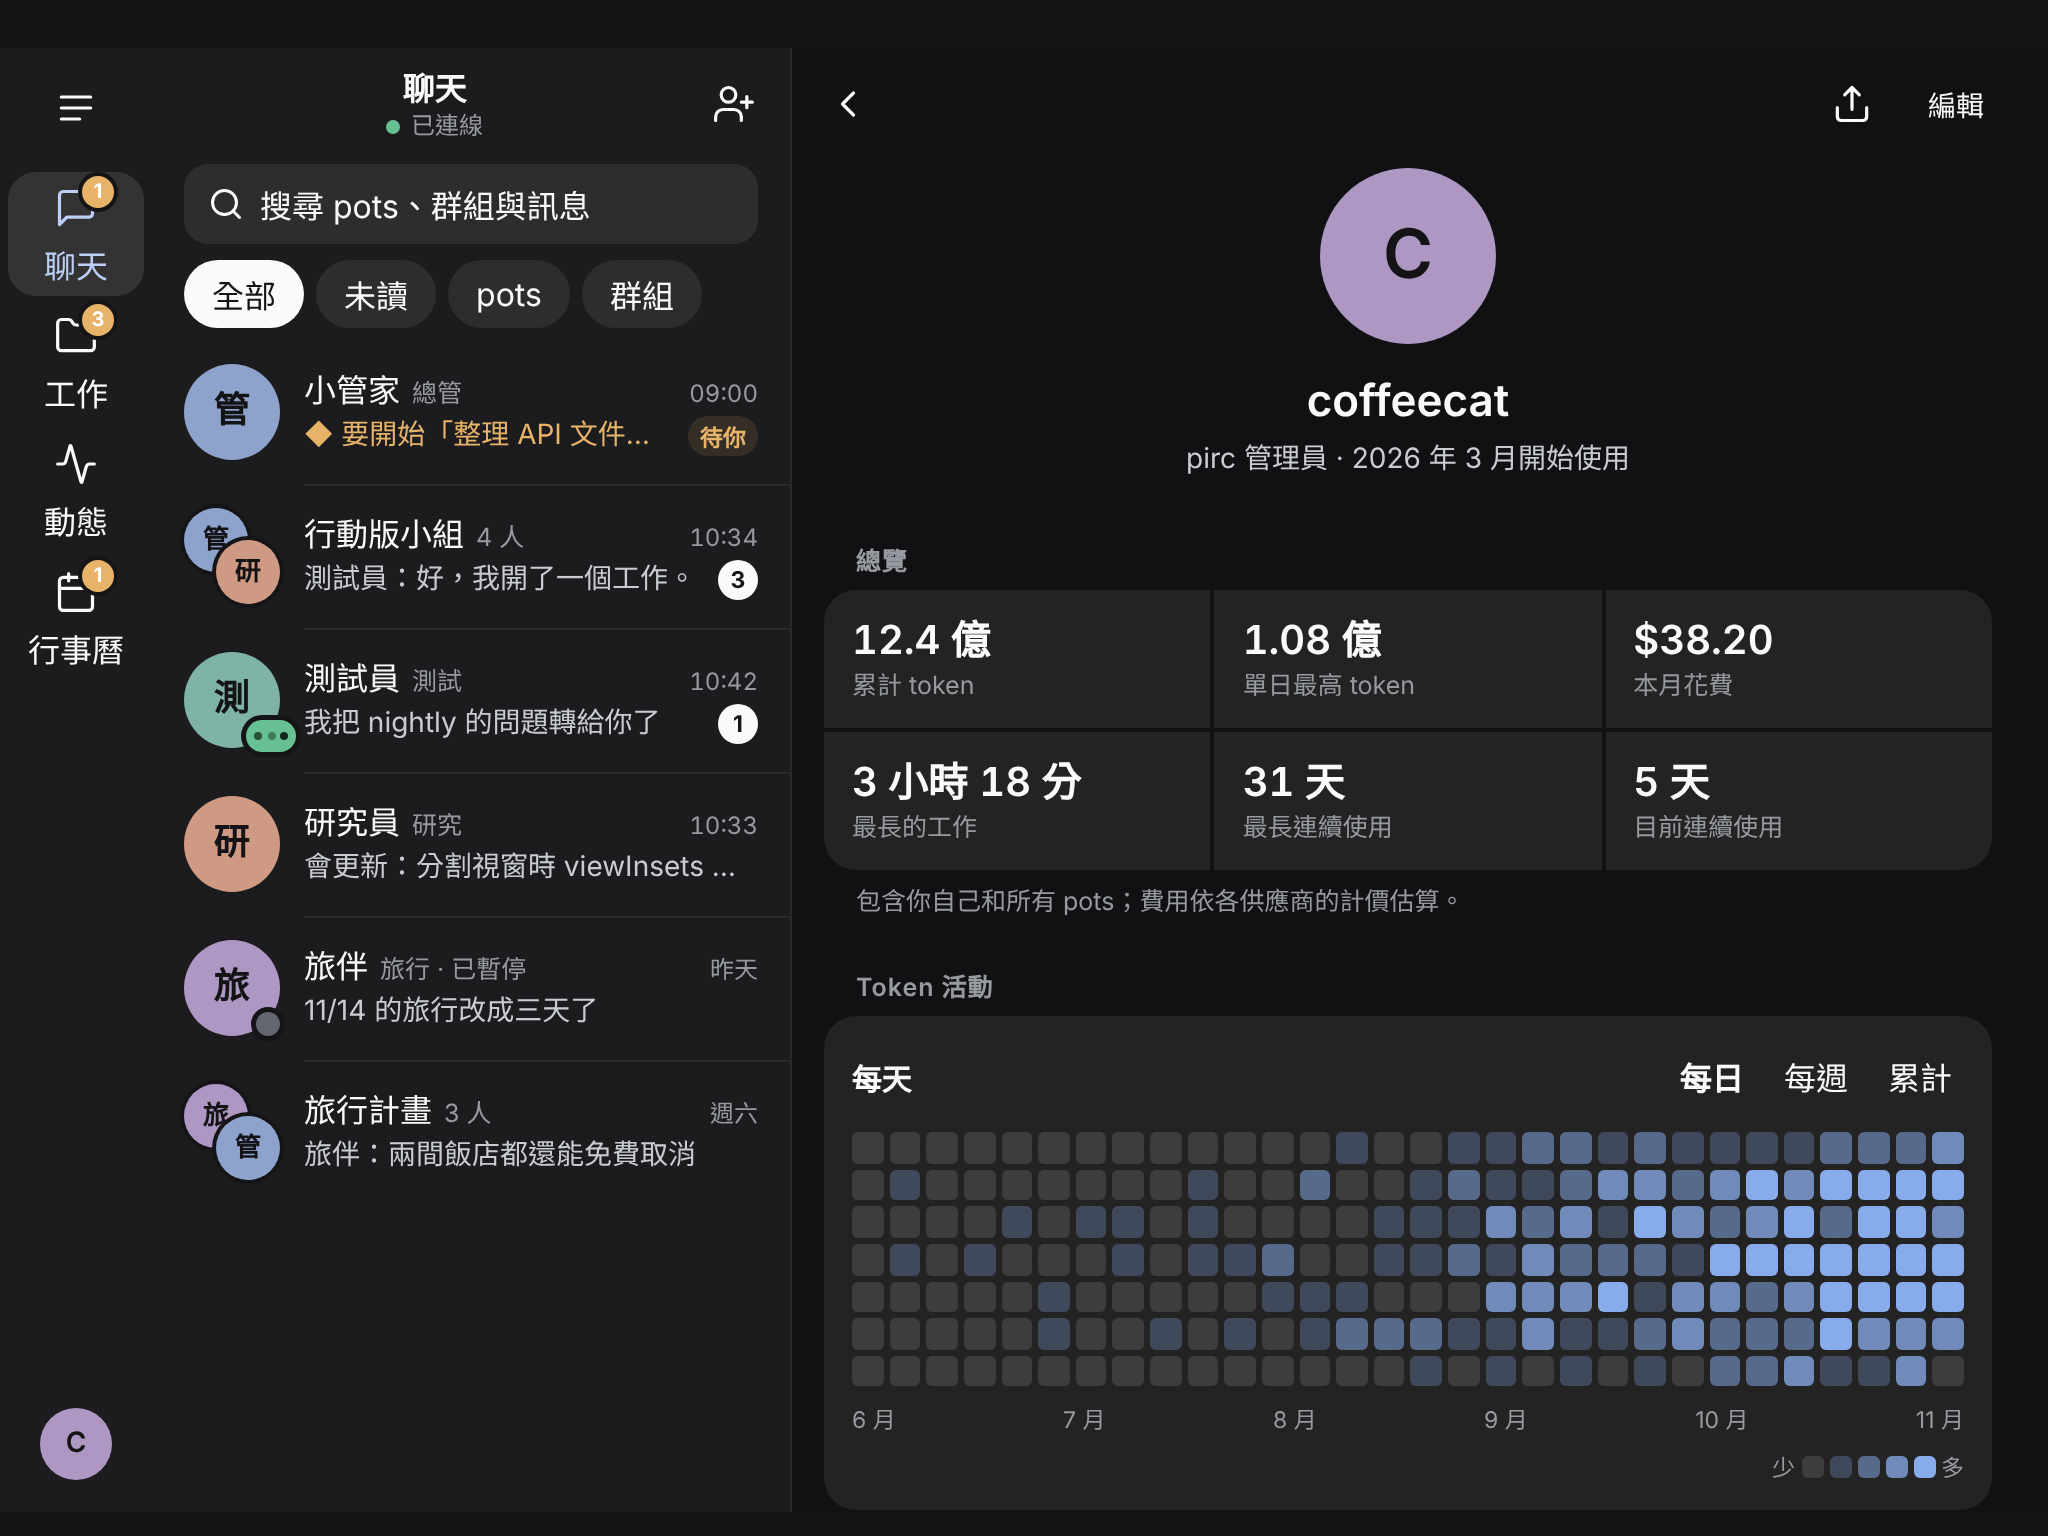 聊天
已連線
1
聊天
3
工作
動態
1
行事曆
C
搜尋 pots、群組與訊息
全部
未讀
pots
群組
管
小管家 總管
09:00
要開始「整理 API 文件...
待你
管
研
行動版小組 4 人
10:34
測試員：好，我開了一個工作。
3
測
測試員 測試
10:42
我把 nightly 的問題轉給你了
1
研
研究員 研究
10:33
會更新：分割視窗時 viewInsets ...
旅
旅伴 旅行 · 已暫停
昨天
11/14 的旅行改成三天了
旅
管
旅行計畫 3 人
週六
旅伴：兩間飯店都還能免費取消
編輯
C
coffeecat
pirc 管理員 · 2026 年 3 月開始使用
總覽
12.4 億
累計 token
1.08 億
單日最高 token
$38.20
本月花費
3 小時 18 分
最長的工作
31 天
最長連續使用
5 天
目前連續使用
包含你自己和所有 pots；費用依各供應商的計價估算。
Token 活動
每天
每日
每週
累計
6 月
7 月
8 月
9 月
10 月
11 月
少
多